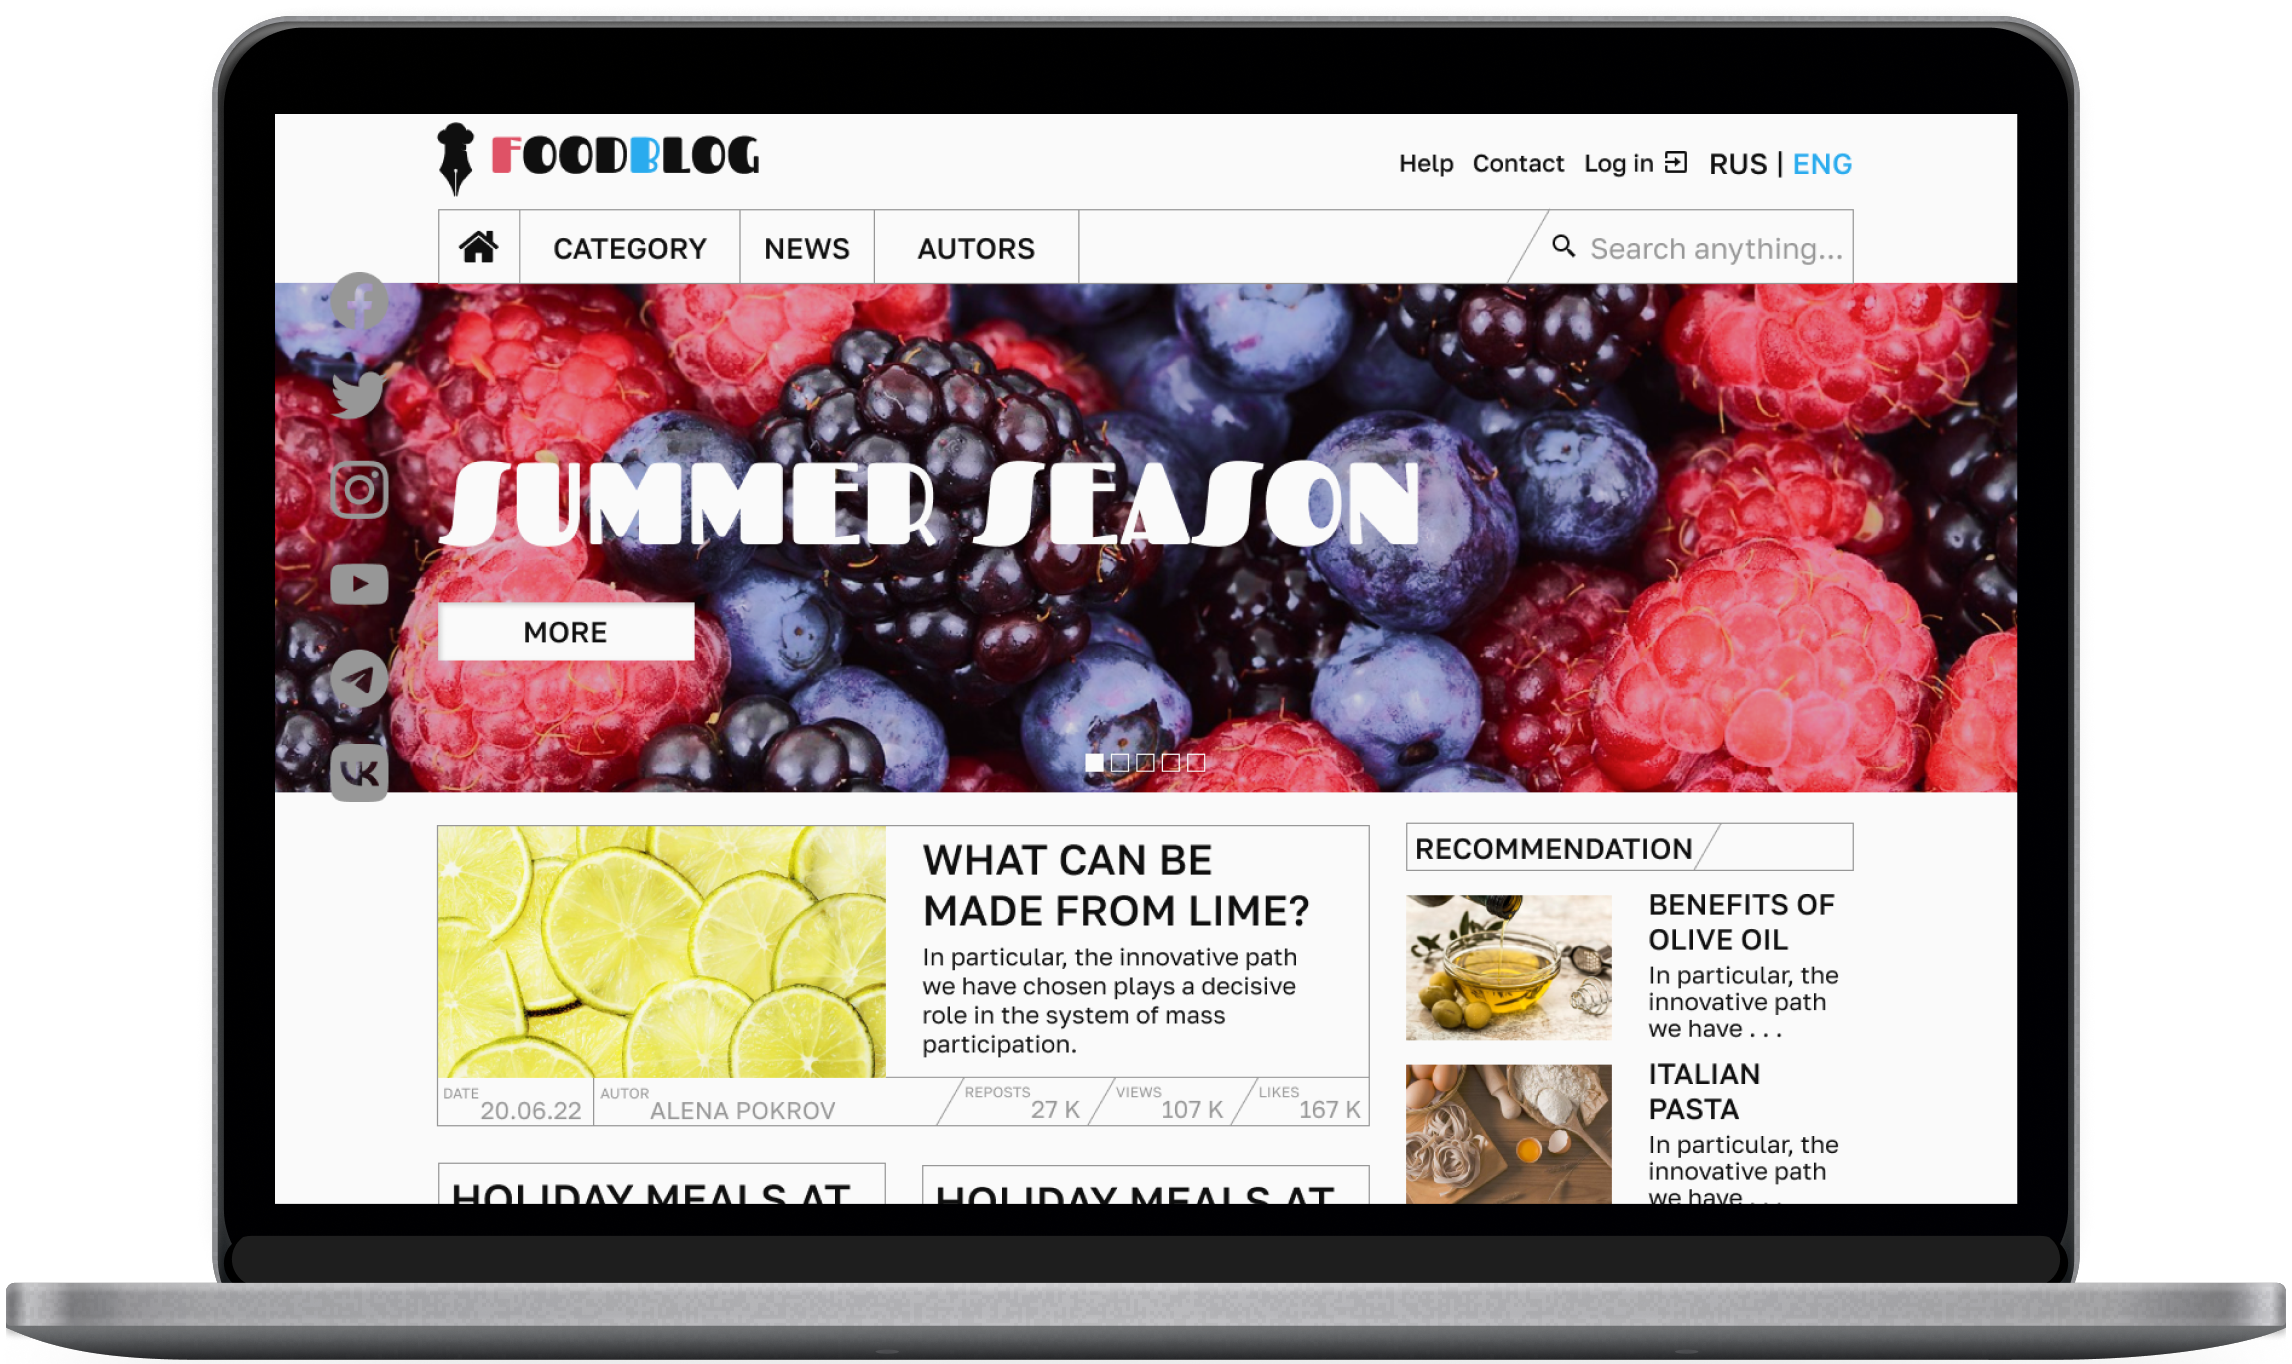 FOODBLOG
Help Contact Log in RUS | ENG
CATEGORY NEWS AUTORS Search anything...
SUMMER SEASON
MORE
WHAT CAN BE
MADE FROM LIME?
In particular, the innovative path
we have chosen plays a decisive
role in the system of mass
participation.
DATE 20.06.22 AUTOR ALENA POKROV REPOSTS 27 K VIEWS 107 K LIKES 167 K
HOLIDAY MEALS AT
HOLIDAY MEALS AT
RECOMMENDATION
BENEFITS OF
OLIVE OIL
In particular, the
innovative path
we have . . .
ITALIAN
PASTA
In particular, the
innovative path
we have . . .